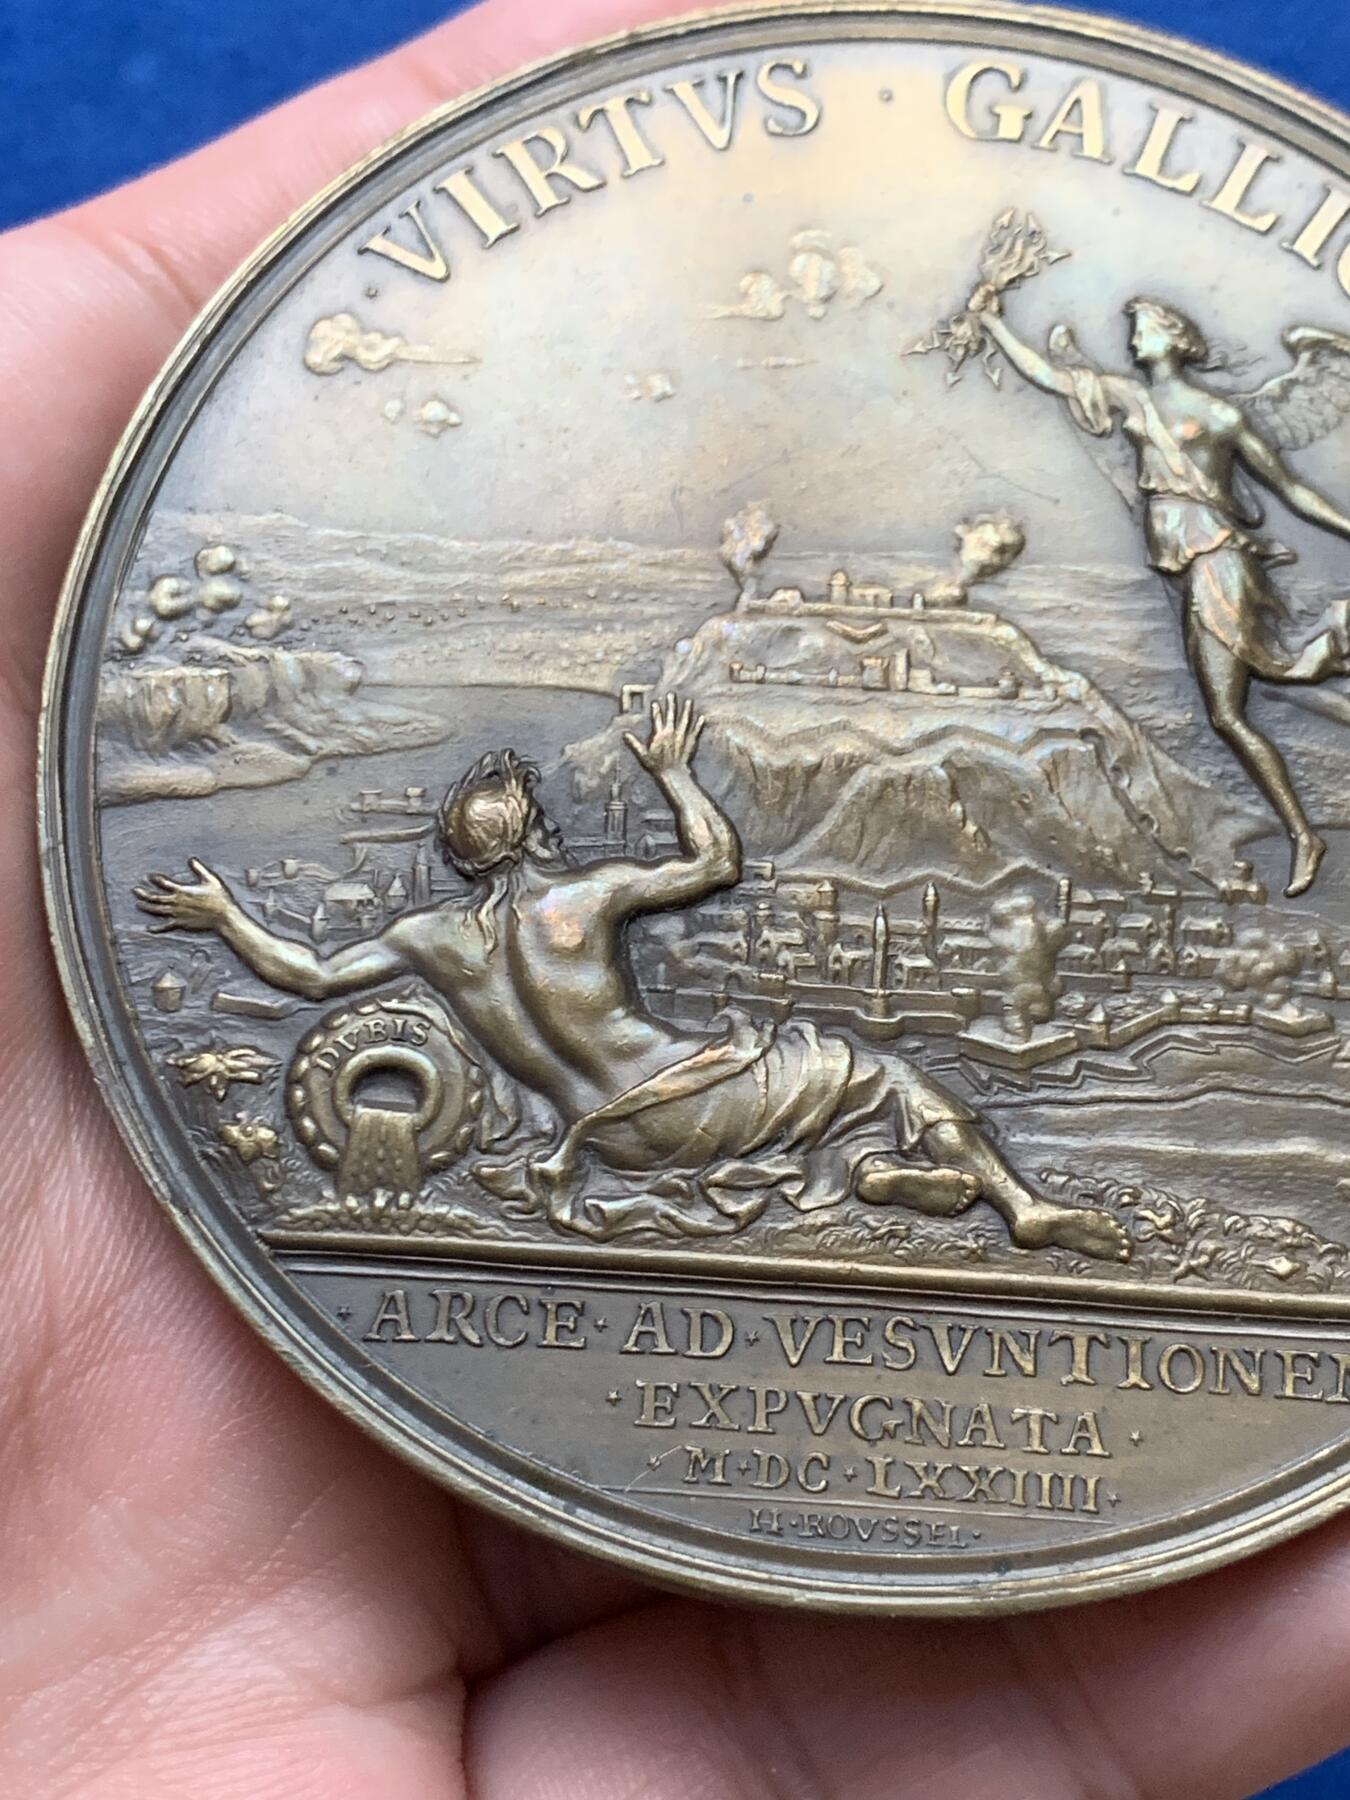 · VIRTVS · GALLIC
DVBIS
· ARCE · AD · VESVNTIONEM
· EXPVGNATA ·
· M · DC · LXXIIII ·
H · ROVSSEL ·